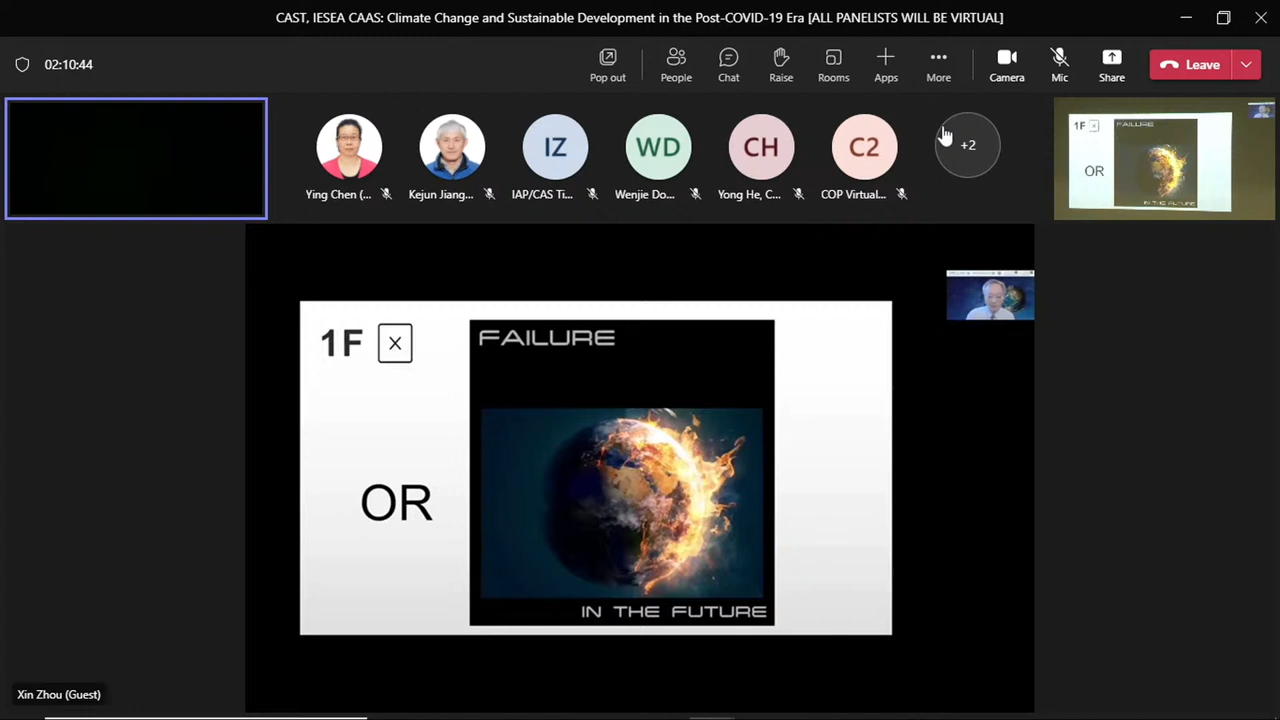 CAST, IESEA CAAS: Climate Change and Sustainable Development in the Post-COVID-19 Era [ALL PANELISTS WILL BE VIRTUAL]
02:10:44
Pop out
People
Chat
Raise
Rooms
Apps
More
Camera
Mic
Share
Leave
IZ
WD
CH
C2
+2
Ying Chen (...
Kejun Jiang...
IAP/CAS Ti...
Wenjie Do...
Yong He, C...
COP Virtual...
1F X
FAILURE
OR
IN THE FUTURE
1F X
FAILURE
OR
IN THE FUTURE
Xin Zhou (Guest)